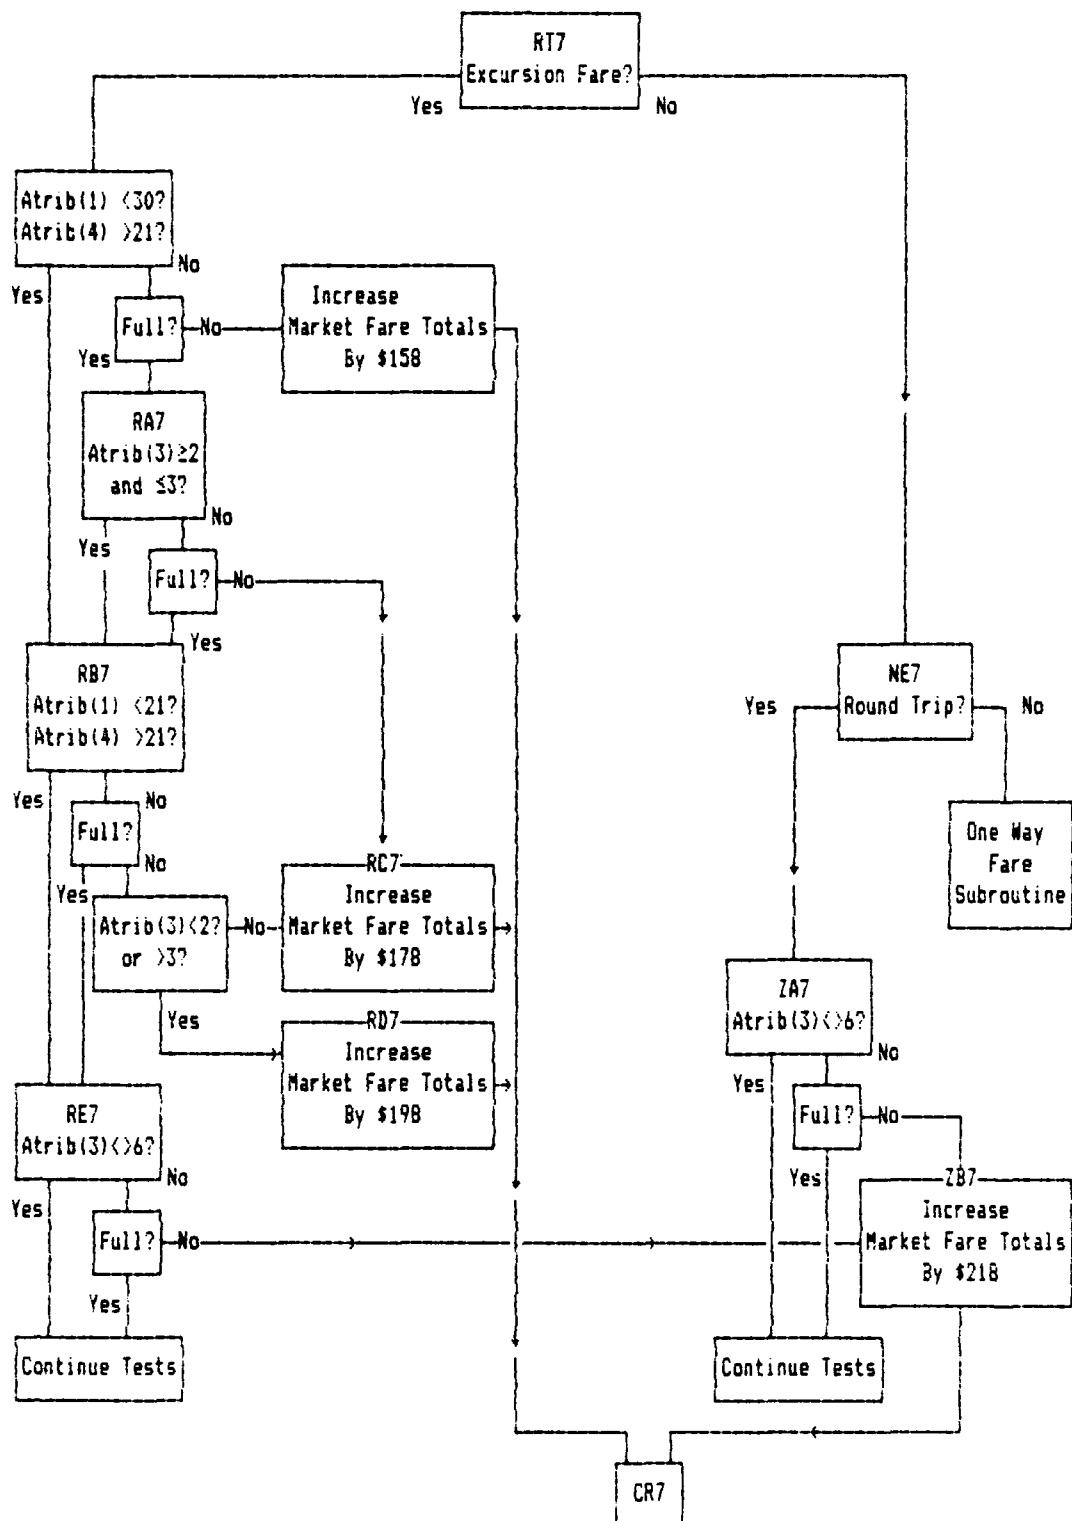 RT7
Excursion Fare?
Yes
No
Atrib(1) <30?
Atrib(4) >21?
No
Yes
Full?
No
Increase
Market Fare Totals
By $158
Yes
RA7
Atrib(3)≥2
and ≤3?
No
Yes
Full?
No
Yes
RB7
Atrib(1) <21?
Atrib(4) >21?
Yes
No
Full?
No
Yes
Atrib(3)<2?
or >3?
No
RC7
Increase
Market Fare Totals
By $178
Yes
RD7
Increase
Market Fare Totals
By $198
RE7
Atrib(3)<>6?
No
Yes
Full?
No
Yes
Continue Tests
NE7
Round Trip?
Yes
No
One Way
Fare
Subroutine
ZA7
Atrib(3)<>6?
No
Yes
Full?
No
Yes
ZB7
Increase
Market Fare Totals
By $218
Continue Tests
CR7